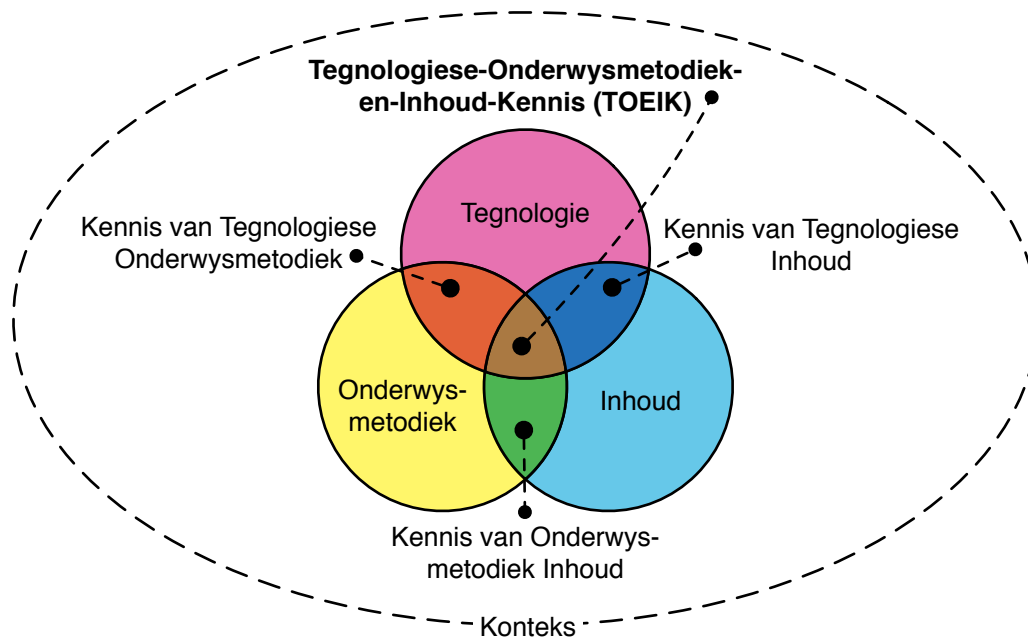 Tegnologiese-Onderwysmetodiek-
en-Inhoud-Kennis (TOEIK)
Tegnologie
Kennis van Tegnologiese
Onderwysmetodiek
Kennis van Tegnologiese
Inhoud
Onderwys-
metodiek
Inhoud
Kennis van Onderwys-
metodiek Inhoud
Konteks